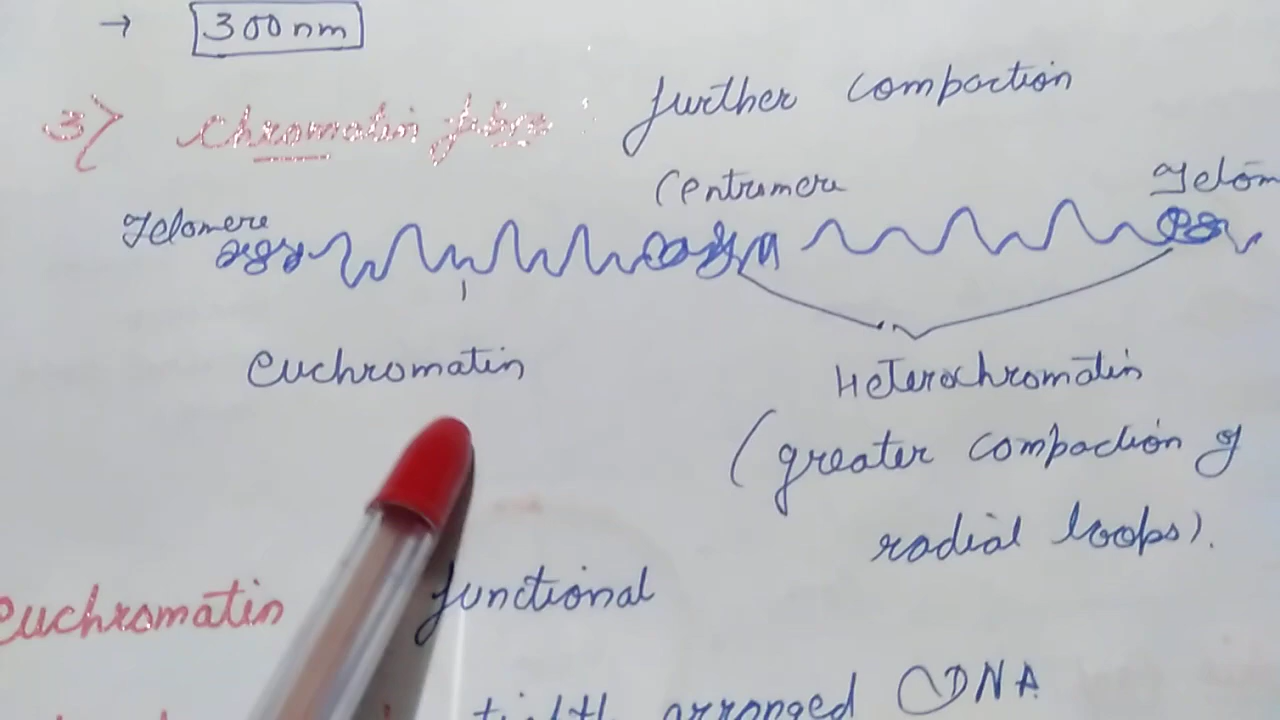 → 300 nm
3) Chromatin fibre : further compaction
Telomere Centromere Telom
Euchromatin Heterochromatin
(greater compaction of
radial loops).
Euchromatin functional
arranged DNA